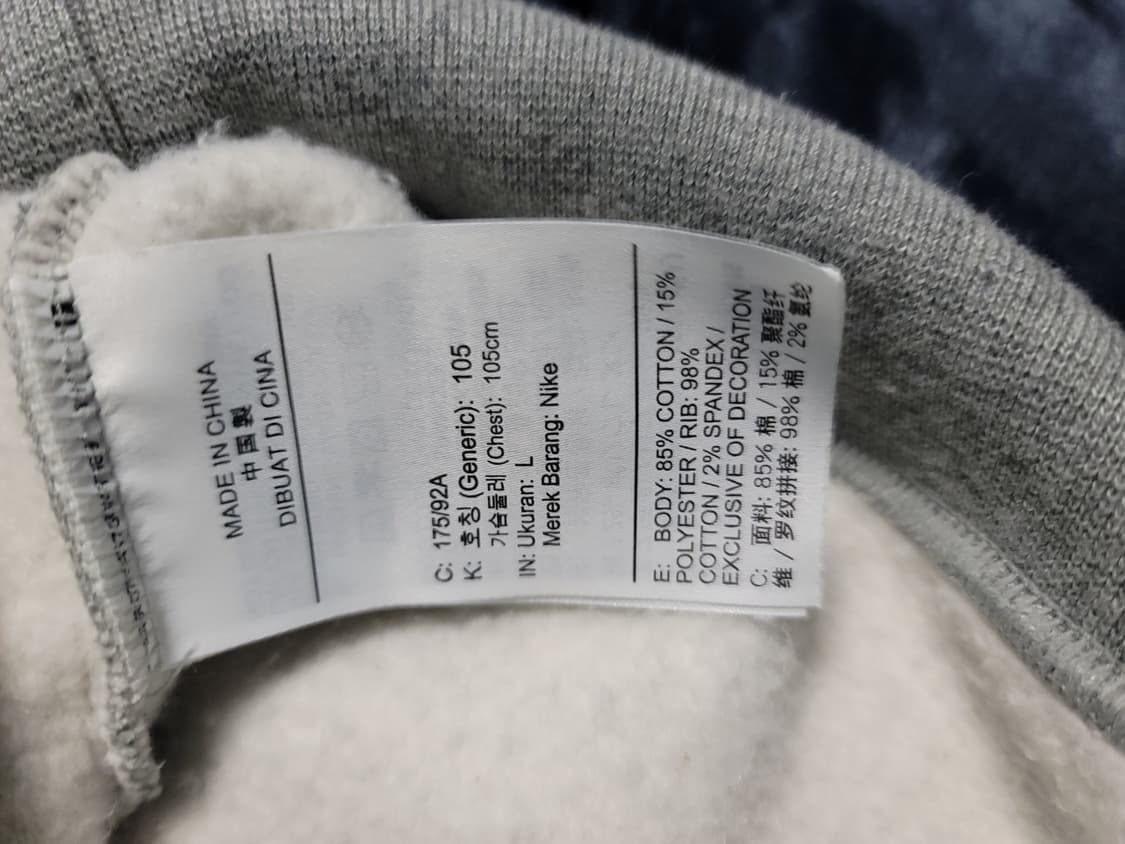 MADE IN CHINA
中国製
DIBUAT DI CINA
C: 175/92A
K: 호칭 (Generic): 105
가슴둘레 (Chest): 105cm
IN: Ukuran: L
Merek Barang: Nike
E: BODY: 85% COTTON / 15%
POLYESTER / RIB: 98%
COTTON / 2% SPANDEX /
EXCLUSIVE OF DECORATION
C: 面料: 85% 棉 / 15% 聚酯纤
维 / 罗纹拼接: 98% 棉 / 2% 氨纶